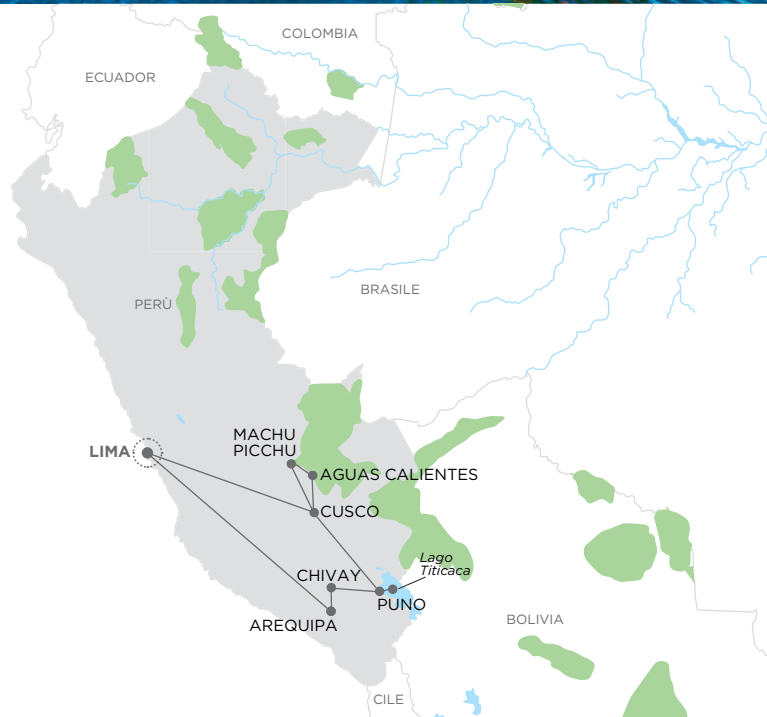 COLOMBIA
ECUADOR
BRASILE
PERÙ
MACHU
PICCHU
LIMA
AGUAS CALIENTES
CUSCO
Lago
Titicaca
CHIVAY
PUNO
AREQUIPA
BOLIVIA
CILE